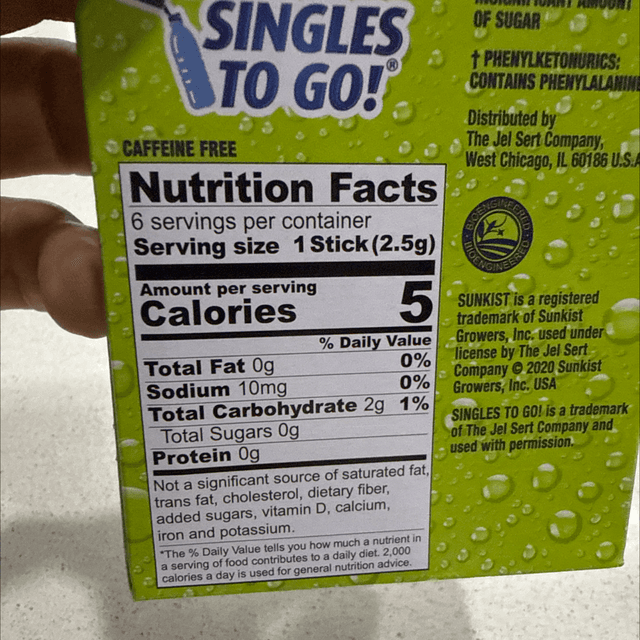 SINGLES
TO GO!®
CAFFEINE FREE
Nutrition Facts
6 servings per container
Serving size 1 Stick (2.5g)
Amount per serving
Calories 5
% Daily Value
Total Fat 0g 0%
Sodium 10mg 0%
Total Carbohydrate 2g 1%
Total Sugars 0g
Protein 0g
Not a significant source of saturated fat,
trans fat, cholesterol, dietary fiber,
added sugars, vitamin D, calcium,
iron and potassium.
*The % Daily Value tells you how much a nutrient in
a serving of food contributes to a daily diet. 2,000
calories a day is used for general nutrition advice.
OF SUGAR
† PHENYLKETONURICS:
CONTAINS PHENYLALANINE
Distributed by
The Jel Sert Company,
West Chicago, IL 60186 U.S.A
BIOENGINEERED
BIOENGINEERED
SUNKIST is a registered
trademark of Sunkist
Growers, Inc. used under
license by The Jel Sert
Company © 2020 Sunkist
Growers, Inc. USA
SINGLES TO GO! is a trademark
of The Jel Sert Company and
used with permission.